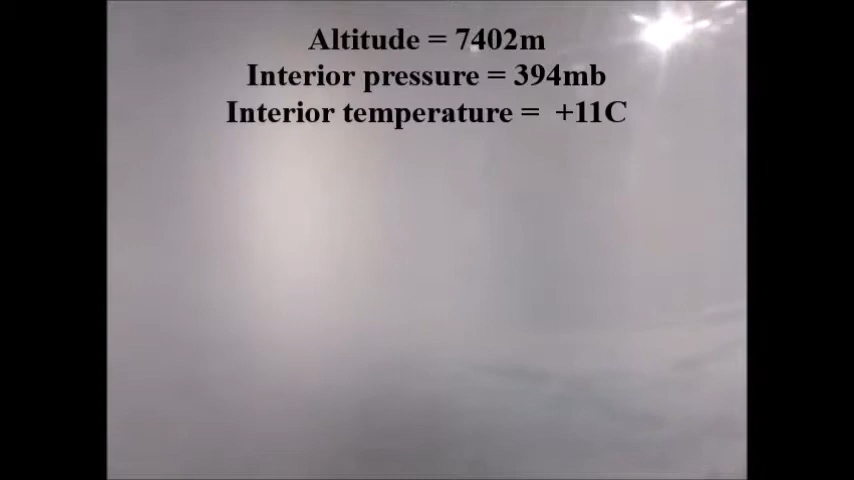 Altitude = 7402m
Interior pressure = 394mb
Interior temperature =  +11C